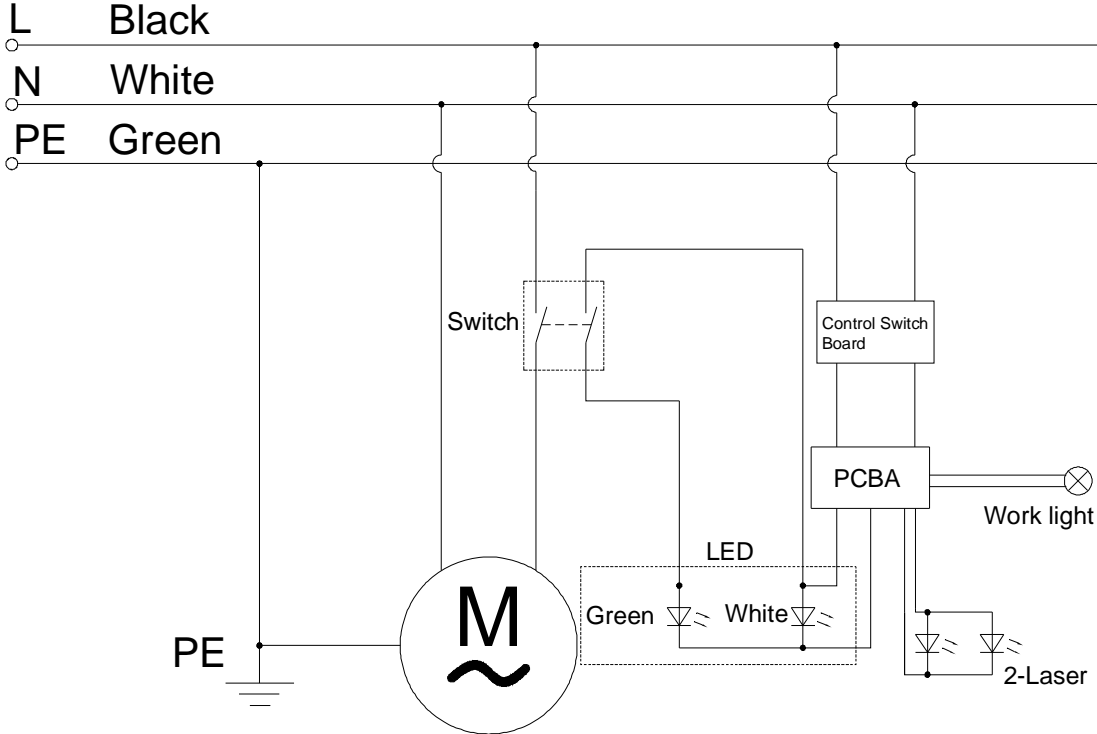 L Black
N White
PE Green
Switch
Control Switch
Board
PCBA
Work light
LED
Green
White
M
PE
2-Laser